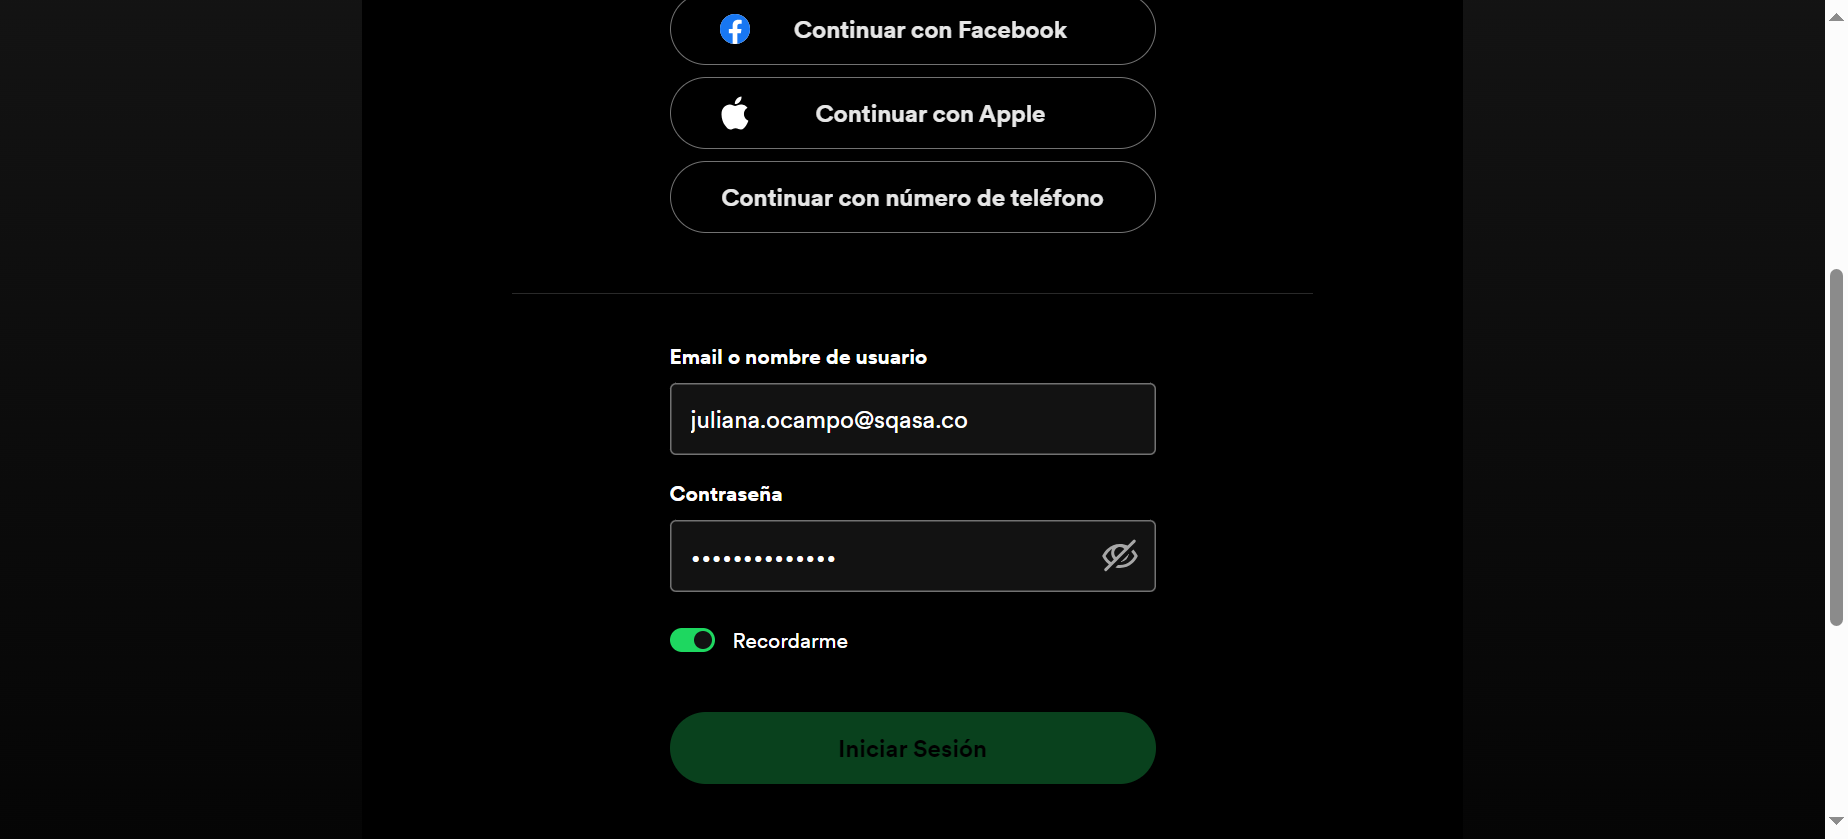 Continuar con Facebook
Continuar con Apple
Continuar con número de teléfono
Email o nombre de usuario
juliana.ocampo@sqasa.co
Contraseña
••••••••••••••
Recordarme
Iniciar Sesión